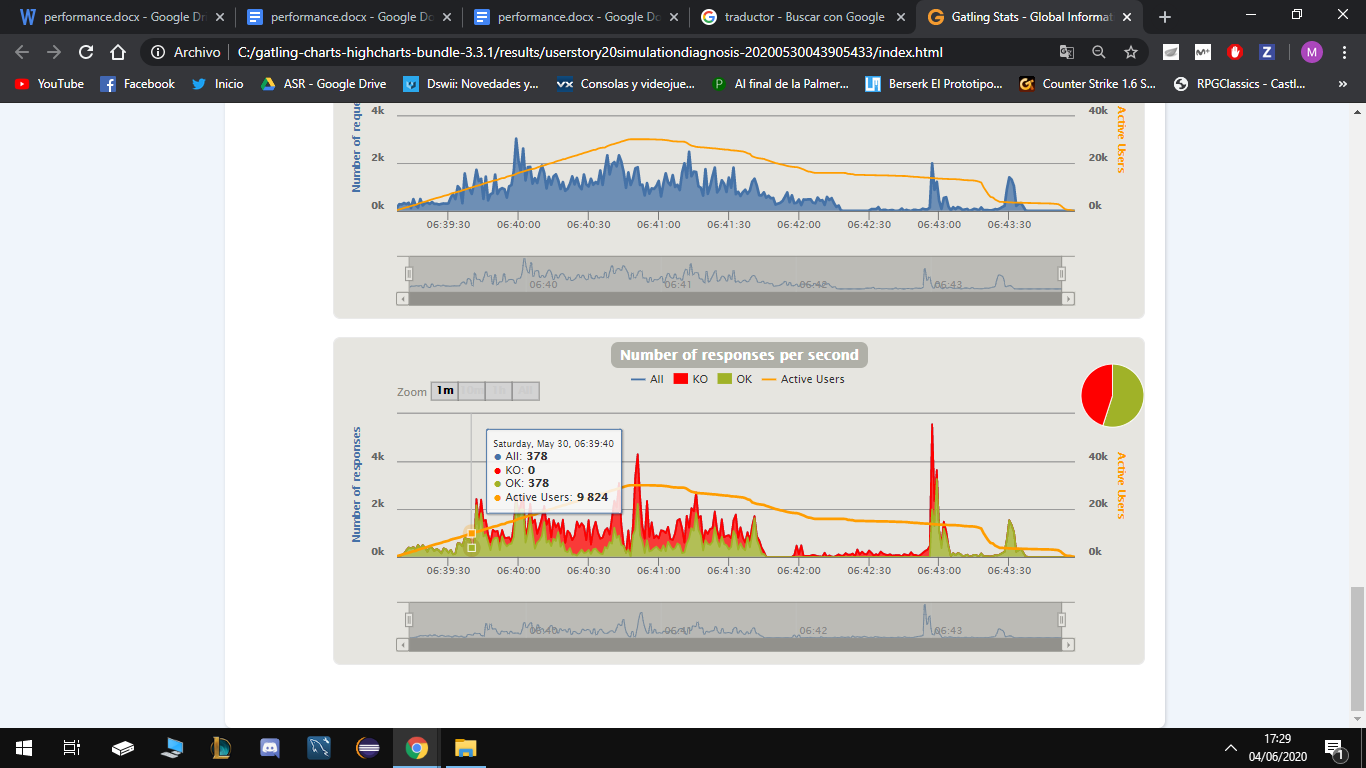 performance.docx - Google Dri
performance.docx - Google Do
performance.docx - Google Do
traductor - Buscar con Google
Gatling Stats - Global Informat
Archivo
C:/gatling-charts-highcharts-bundle-3.3.1/results/userstory20simulationdiagnosis-20200530043905433/index.html
M
YouTube
Facebook
Inicio
ASR - Google Drive
Dswii: Novedades y...
Consolas y videojue...
Al final de la Palmer...
Berserk El Prototipo...
Counter Strike 1.6 S...
RPGClassics - Castl...
»
Number of reque
4k
2k
0k
40k
20k
0k
Active Users
06:39:30 06:40:00 06:40:30 06:41:00 06:41:30 06:42:00 06:42:30 06:43:00 06:43:30
06:40 06:41 06:42 06:43
Number of responses per second
All KO OK Active Users
Zoom 1m
Saturday, May 30, 06:39:40
All: 378
KO: 0
OK: 378
Active Users: 9 824
Number of responses
4k
2k
0k
40k
20k
0k
Active Users
06:39:30 06:40:00 06:40:30 06:41:00 06:41:30 06:42:00 06:42:30 06:43:00 06:43:30
06:40 06:41 06:42 06:43
17:29
04/06/2020
1